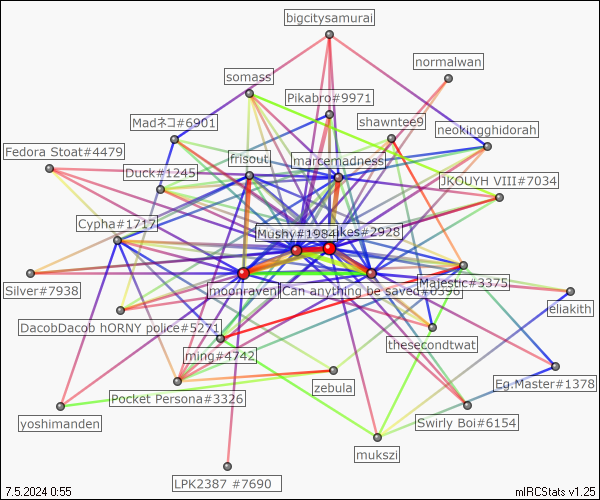 bigcitysamurai
normalwan
somass
Pikabro#9971
Madネコ#6901
shawntee9
neokingghidorah
Fedora Stoat#4479
frisout
marcemadness
Duck#1245
JKOUYH VIII#7034
Cypha#1717
Mushy#1984
ikes#2928
Silver#7938
moonraven
Can anything be saved#0396
Majestic#3375
eliakith
DacobDacob hORNY police#5271
thesecondtwat
ming#4742
zebula
Eg.Master#1378
Pocket Persona#3326
yoshimanden
Swirly Boi#6154
mukszi
LPK2387 #7690
7.5.2024 0:55
mIRCStats v1.25